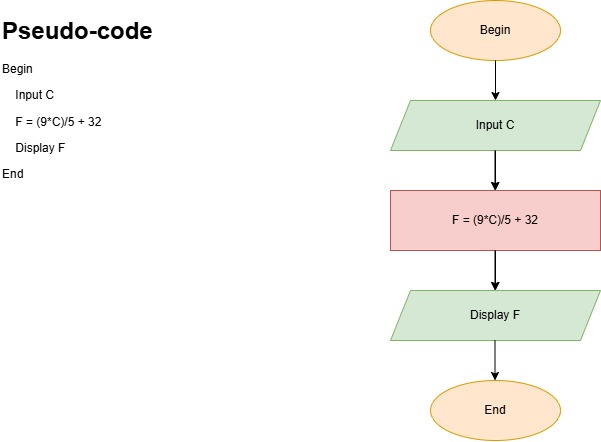 Pseudo-code
Begin
Input C
F = (9*C)/5 + 32
Display F
End
Begin
Input C
F = (9*C)/5 + 32
Display F
End